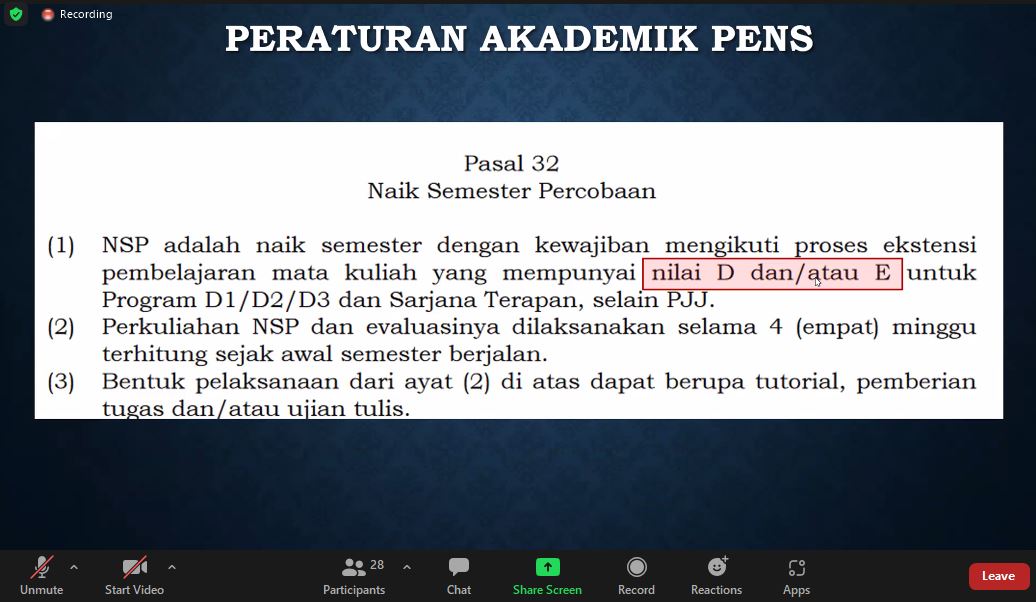 Recording
PERATURAN AKADEMIK PENS
Pasal 32
Naik Semester Percobaan
(1) NSP adalah naik semester dengan kewajiban mengikuti proses ekstensi
pembelajaran mata kuliah yang mempunyai nilai D dan/atau E untuk
Program D1/D2/D3 dan Sarjana Terapan, selain PJJ.
(2) Perkuliahan NSP dan evaluasinya dilaksanakan selama 4 (empat) minggu
terhitung sejak awal semester berjalan.
(3) Bentuk pelaksanaan dari ayat (2) di atas dapat berupa tutorial, pemberian
tugas dan/atau ujian tulis.
28
Unmute Start Video Participants Chat Share Screen Record Reactions Apps Leave